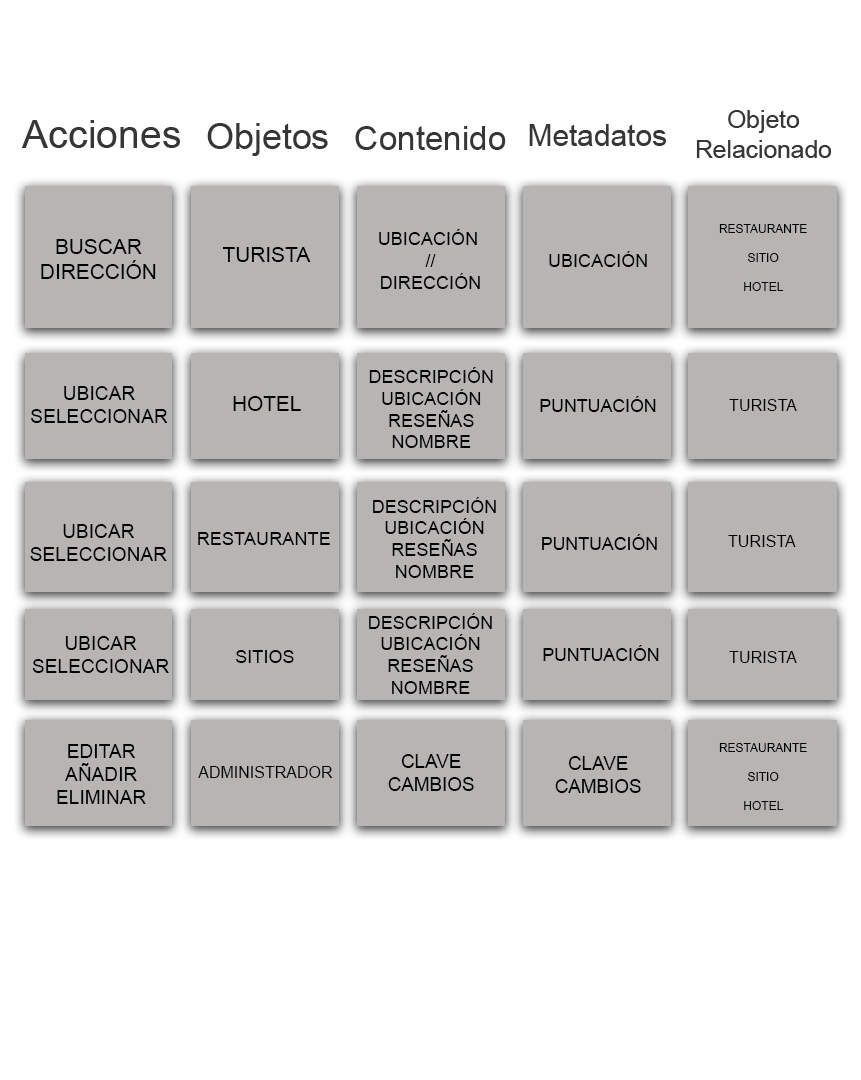 Acciones
Objetos
Contenido
Metadatos
Objeto
Relacionado
BUSCAR
DIRECCIÓN
TURISTA
UBICACIÓN
//
DIRECCIÓN
UBICACIÓN
RESTAURANTE
SITIO
HOTEL
UBICAR
SELECCIONAR
HOTEL
DESCRIPCIÓN
UBICACIÓN
RESEÑAS
NOMBRE
PUNTUACIÓN
TURISTA
UBICAR
SELECCIONAR
RESTAURANTE
DESCRIPCIÓN
UBICACIÓN
RESEÑAS
NOMBRE
PUNTUACIÓN
TURISTA
UBICAR
SELECCIONAR
SITIOS
DESCRIPCIÓN
UBICACIÓN
RESEÑAS
NOMBRE
PUNTUACIÓN
TURISTA
EDITAR
AÑADIR
ELIMINAR
ADMINISTRADOR
CLAVE
CAMBIOS
CLAVE
CAMBIOS
RESTAURANTE
SITIO
HOTEL